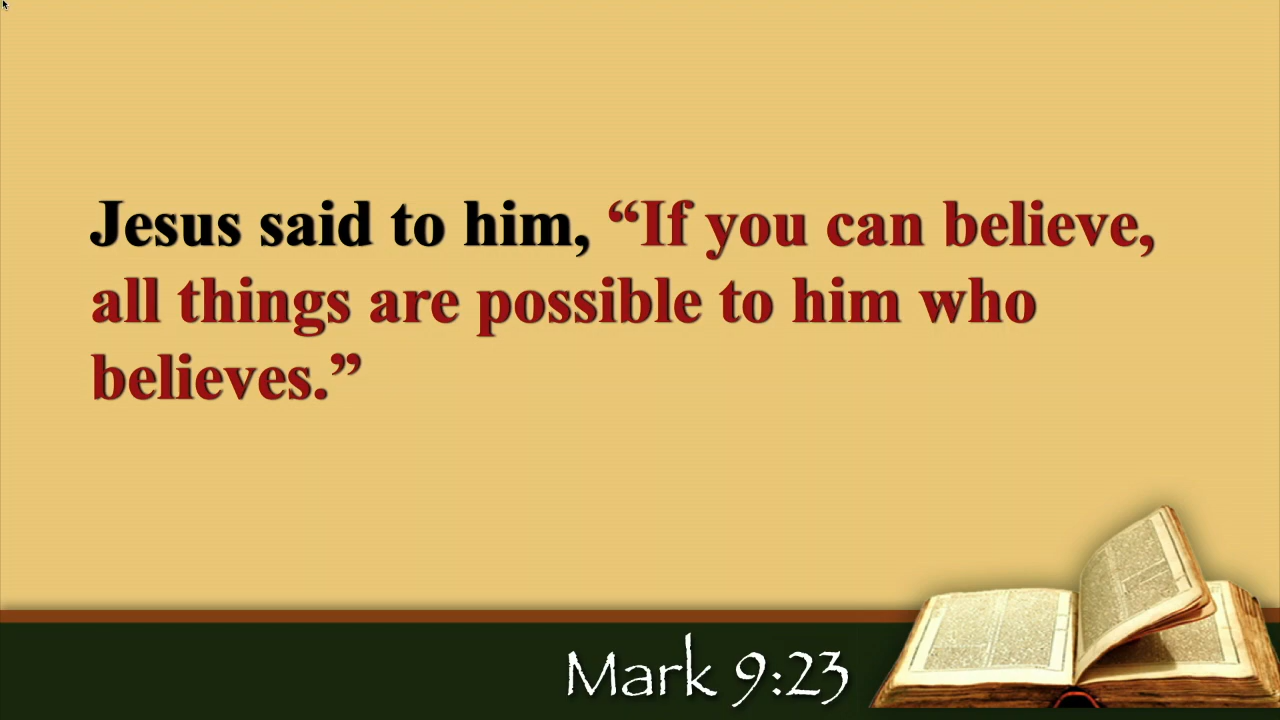 Jesus said to him, “If you can believe,
all things are possible to him who
believes.”
Mark 9:23